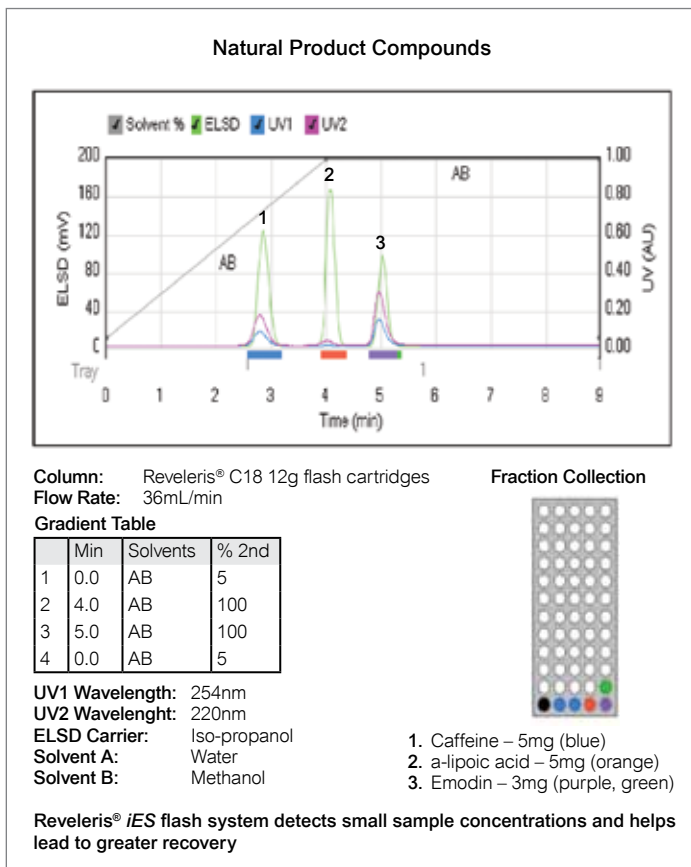 Natural Product Compounds
Solvent % ELSD UV1 UV2
200 1.00
160 0.80
120 0.60
80 0.40
40 0.20
0 0.00
ELSD (mV)
UV (AU)
AB
AB
1
2
3
Tray
1
0 1 2 3 4 5 6 7 8 9
Time (min)
Column: Reveleris® C18 12g flash cartridges
Flow Rate: 36mL/min
Gradient Table
Min Solvents % 2nd
1 0.0 AB 5
2 4.0 AB 100
3 5.0 AB 100
4 0.0 AB 5
UV1 Wavelength: 254nm
UV2 Wavelenght: 220nm
ELSD Carrier: Iso-propanol
Solvent A: Water
Solvent B: Methanol
Fraction Collection
1. Caffeine – 5mg (blue)
2. a-lipoic acid – 5mg (orange)
3. Emodin – 3mg (purple, green)
Reveleris® iES flash system detects small sample concentrations and helps
lead to greater recovery